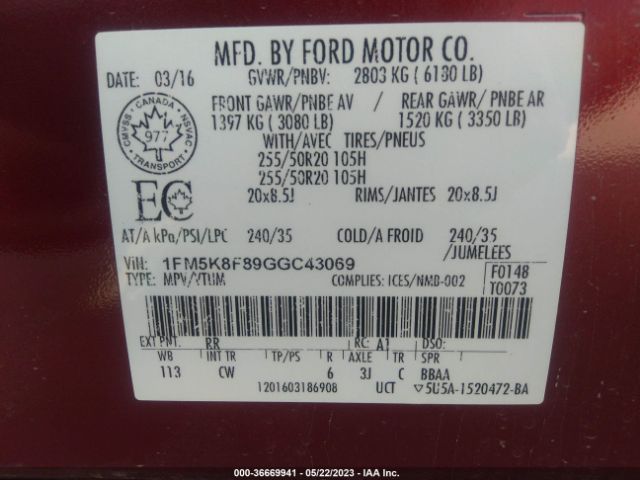 MFD. BY FORD MOTOR CO.
DATE: 03/16 GVWR/PNBV: 2803 KG ( 6180 LB)
FRONT GAWR/PNBE AV / REAR GAWR/ PNBE AR
1397 KG ( 3080 LB) 1520 KG ( 3350 LB)
WITH/AVEC TIRES/PNEUS
255/50R20 105H
255/50R20 105H
20x8.5J RIMS/JANTES 20x8.5J
CANADA
CMVSS NSVAC
977
TRANSPORT
EC
AT/A kPa/PSI/LPC 240/35 COLD/A FROID 240/35
/JUMELEES
VIN: 1FM5K8F89GGC43069 F0148
TYPE: MPV/VTUM COMPLIES: ICES/NMB-002 T0073
EXT PNT: RR RC: A1 DSO:
WB INT TR TP/PS R AXLE TR SPR
113 CW 6 3J C BBAA
1201603186908 UCT ▽5U5A-1520472-BA
000-36669941 - 05/22/2023 - IAA Inc.